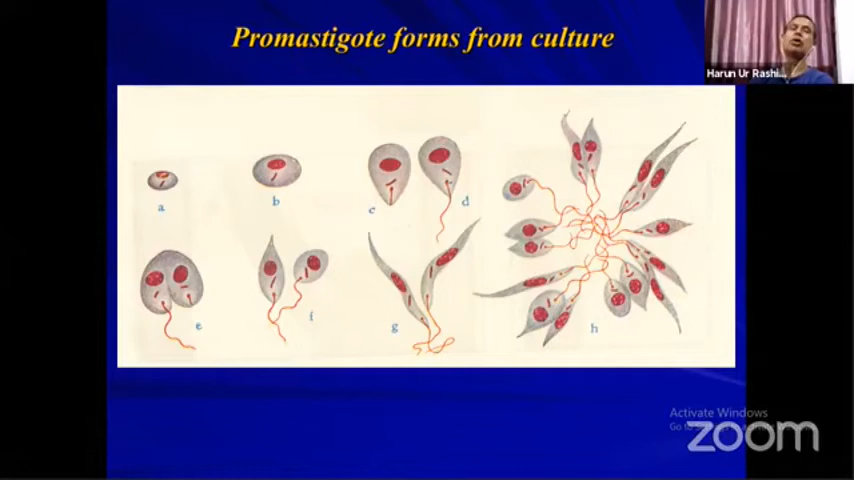 Promastigote forms from culture
Harun Ur Rashi...
a
b
c
d
e
f
g
h
Activate Windows
Go to
zoom